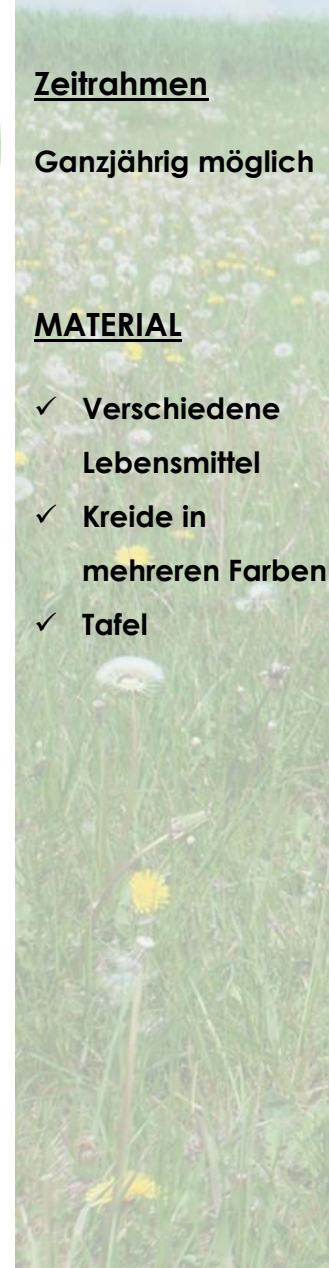 Zeitrahmen
Ganzjährig möglich
MATERIAL
✓ Verschiedene
Lebensmittel
✓ Kreide in
mehreren Farben
✓ Tafel